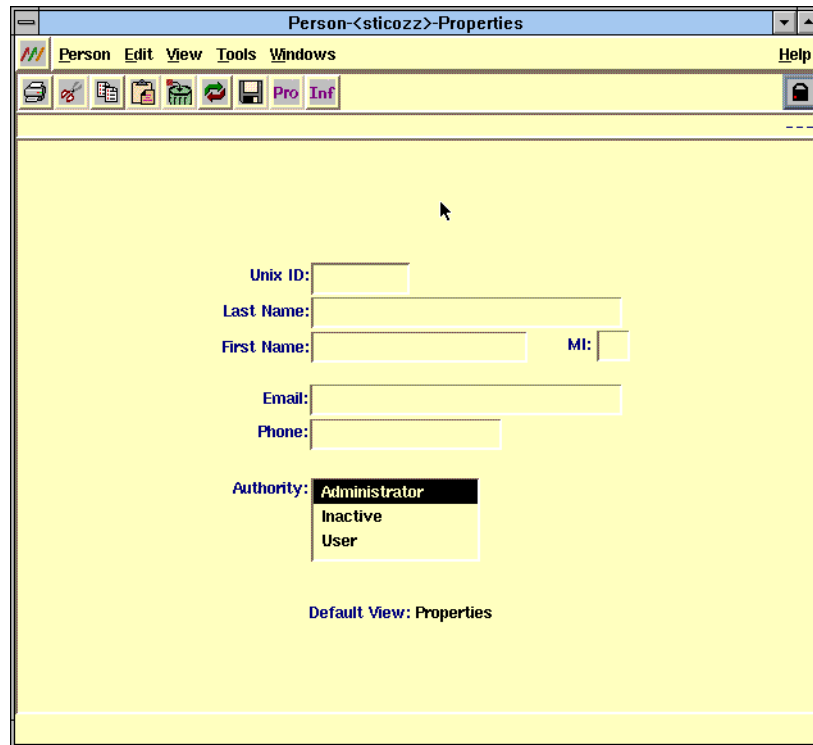 Person-<sticozz>-Properties
Person Edit View Tools Windows Help
Pro Inf
---
Unix ID:
Last Name:
First Name: MI:
Email:
Phone:
Authority: Administrator
Inactive
User
Default View: Properties